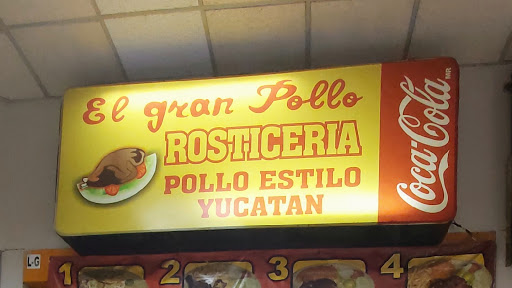 El gran Pollo
ROSTICERIA
POLLO ESTILO
YUCATAN
Coca-Cola
L-G
1 2 3 4